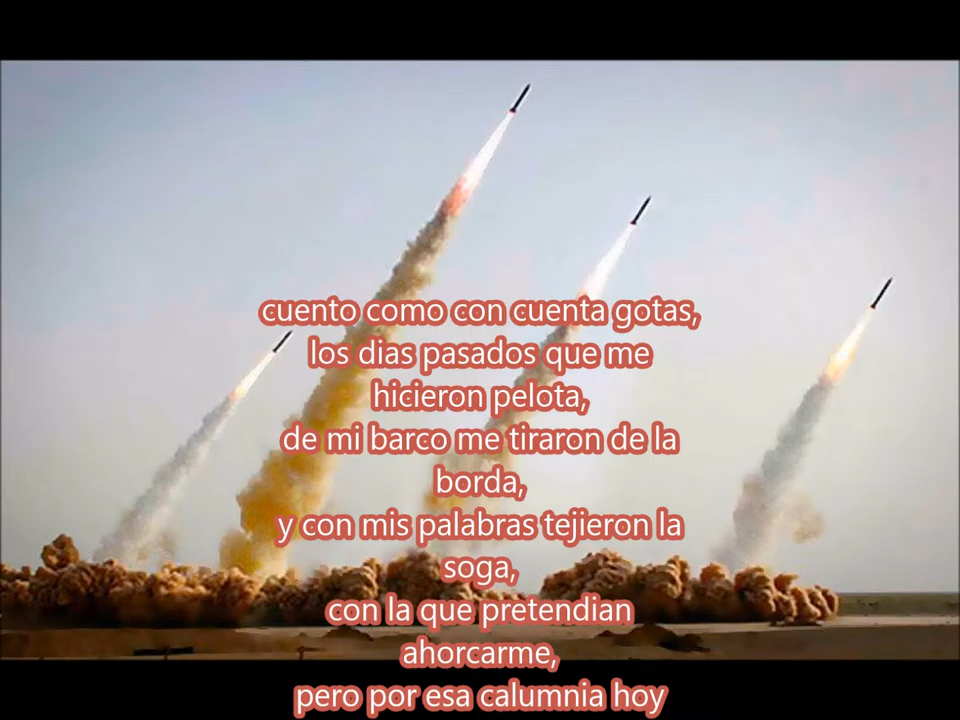 cuento como con cuenta gotas,
los dias pasados que me
hicieron pelota,
de mi barco me tiraron de la
borda,
y con mis palabras tejieron la
soga,
con la que pretendian
ahorcarme,
pero por esa calumnia hoy